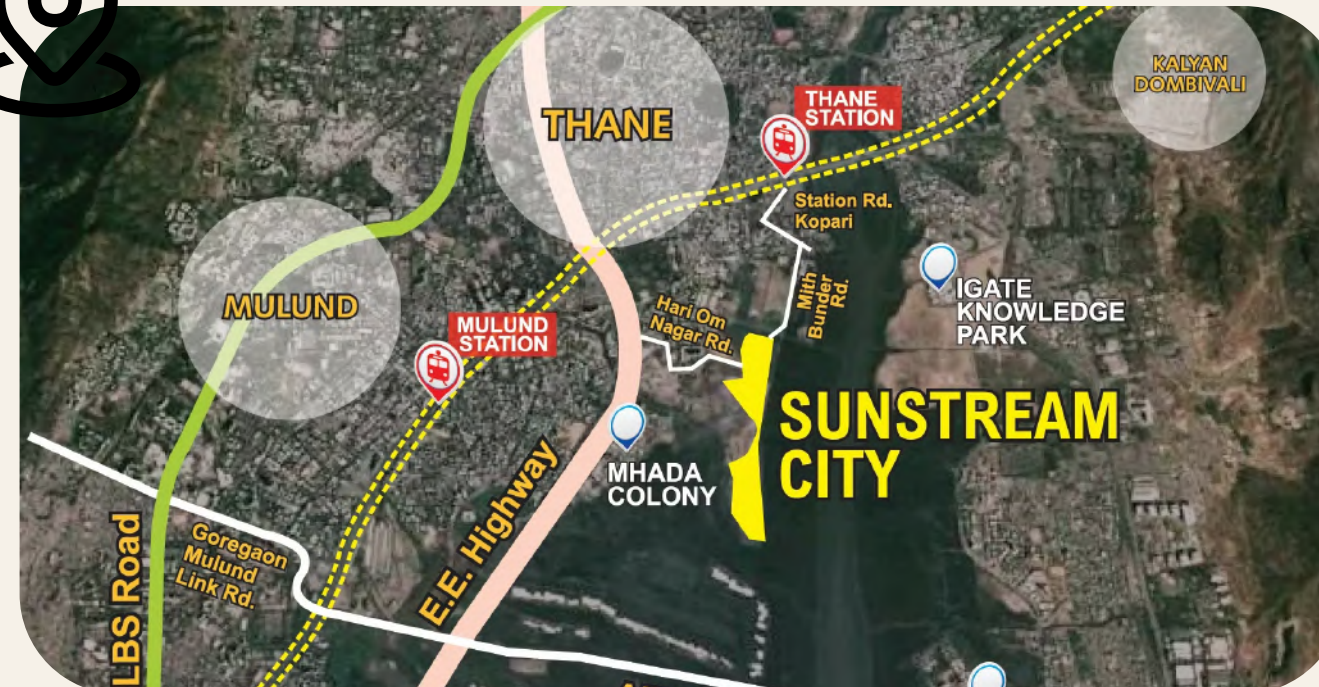 KALYAN
DOMBIVALI
THANE
THANE
STATION
Station Rd.
Kopari
Mith
Bunder
Rd.
IGATE
KNOWLEDGE
PARK
MULUND
MULUND
STATION
Hari Om
Nagar Rd.
SUNSTREAM
CITY
MHADA
COLONY
E.E. Highway
Goregaon
Mulund
Link Rd.
LBS Road